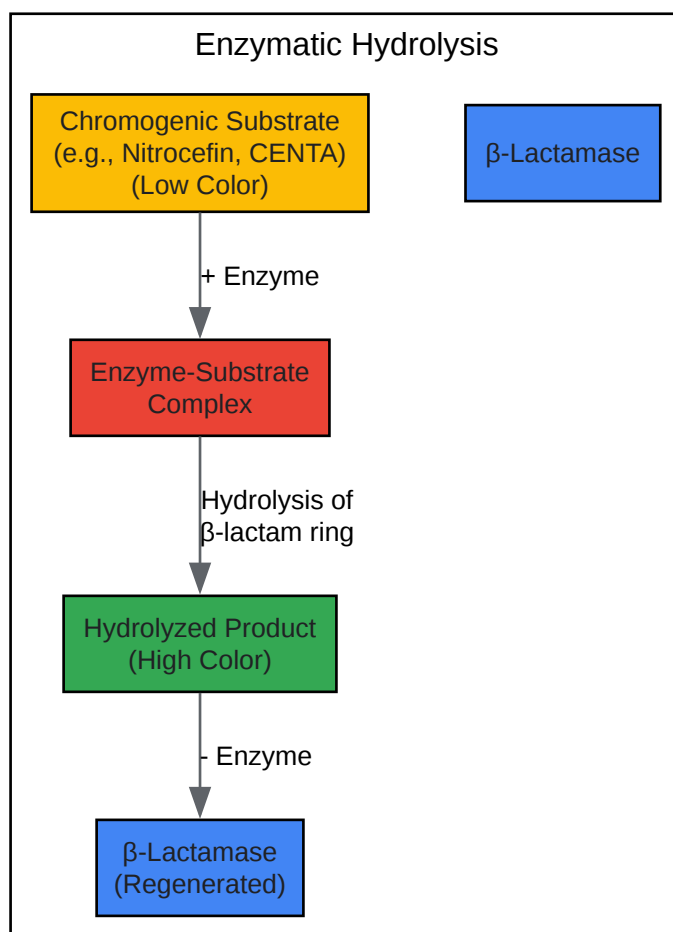 Enzymatic Hydrolysis
Chromogenic Substrate
(e.g., Nitrocefin, CENTA)
(Low Color)
β-Lactamase
+ Enzyme
Enzyme-Substrate
Complex
Hydrolysis of
β-lactam ring
Hydrolyzed Product
(High Color)
- Enzyme
β-Lactamase
(Regenerated)